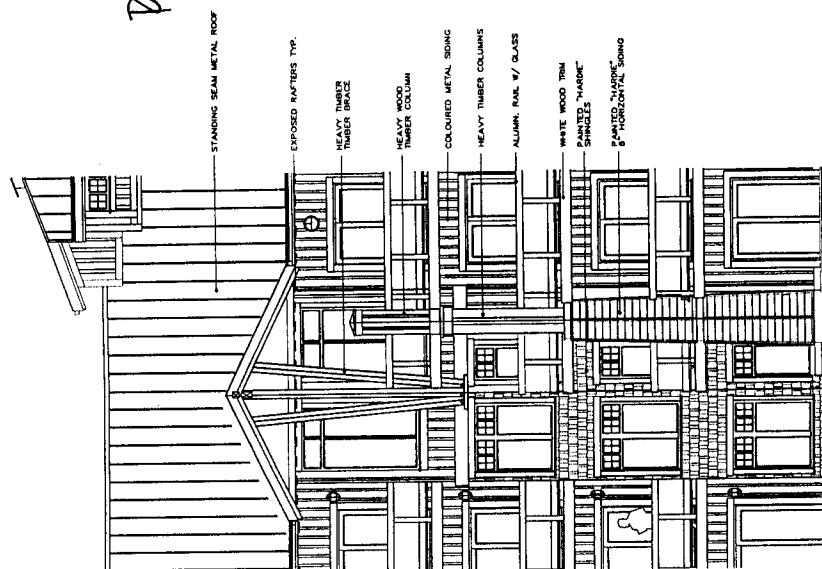 STANDING SEAM METAL ROOF
EXPOSED RAFTERS TYP.
HEAVY TIMBER
TIMBER BRACE
HEAVY WOOD
TIMBER COLUMN
COLOURED METAL SIDING
HEAVY TIMBER COLUMNS
ALUMN. RAIL W/ GLASS
WHITE WOOD TRIM
PAINTED "HARDIE"
SHINGLES
PAINTED "HARDIE"
6" HORIZONTAL SIDING